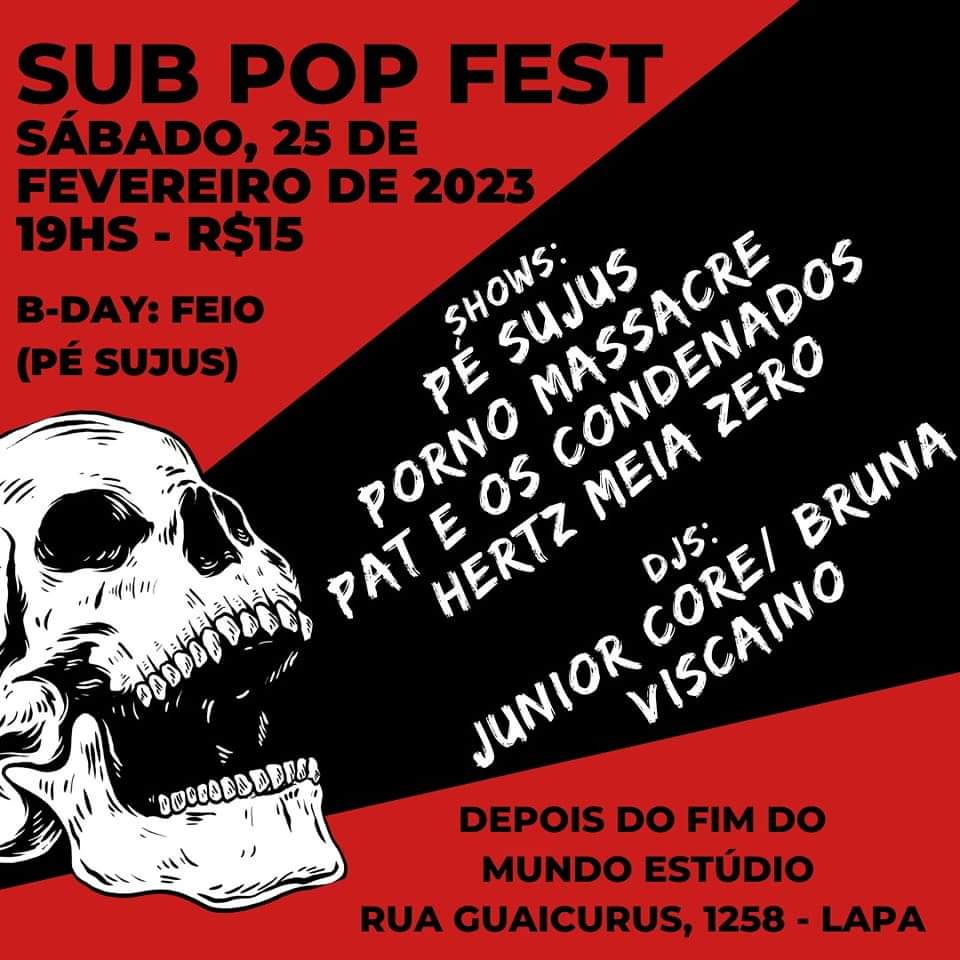 SUB POP FEST
SÁBADO, 25 DE
FEVEREIRO DE 2023
19HS - R$15
B-DAY: FEIO
(PÉ SUJUS)
SHOWS:
PÉ SUJUS
PORNO MASSACRE
PAT E OS CONDENADOS
HERTZ MEIA ZERO
DJS:
JUNIOR CORE/ BRUNA
VISCAINO
DEPOIS DO FIM DO
MUNDO ESTÚDIO
RUA GUAICURUS, 1258 - LAPA